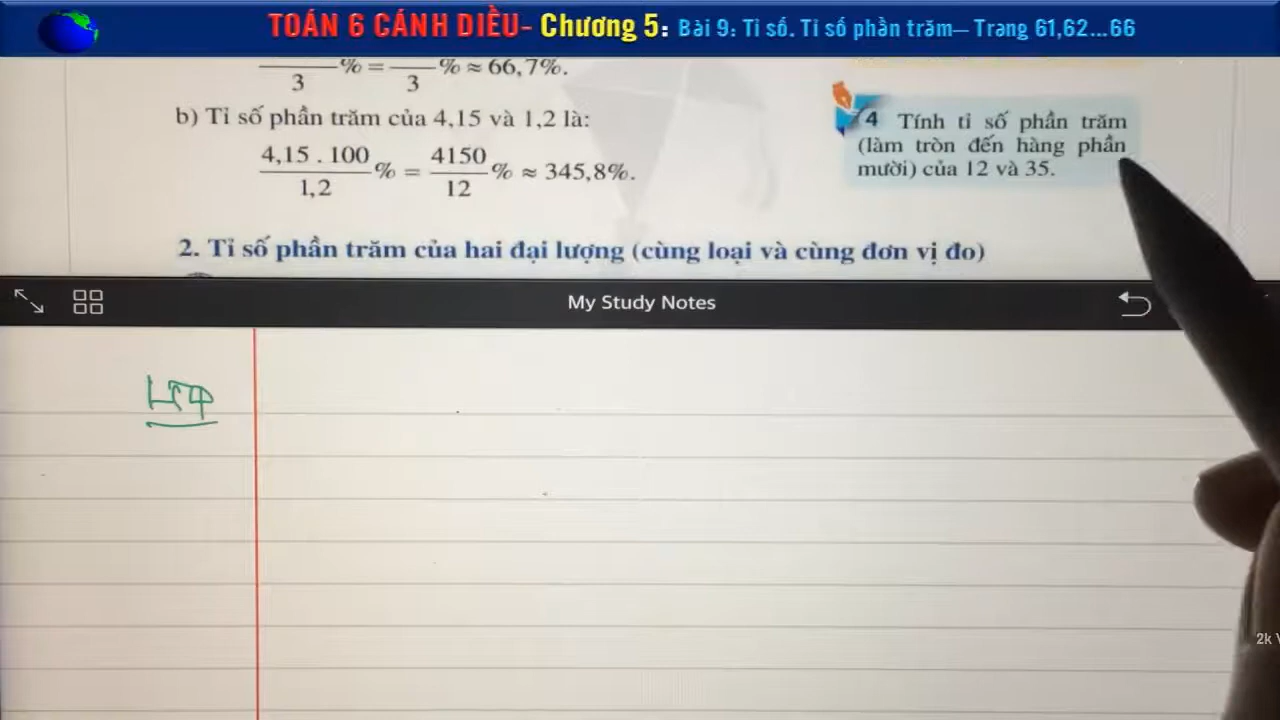 TOÁN 6 CÁNH DIỀU- Chương 5: Bài 9: Tỉ số. Tỉ số phần trăm– Trang 61,62...66
3 % = 3 % ≈ 66,7%.
b) Tỉ số phần trăm của 4,15 và 1,2 là:
4,15 . 100 / 1,2 % = 4150 / 12 % ≈ 345,8%.
4 Tính tỉ số phần trăm
(làm tròn đến hàng phần
mười) của 12 và 35.
2. Tỉ số phần trăm của hai đại lượng (cùng loại và cùng đơn vị đo)
My Study Notes
2k